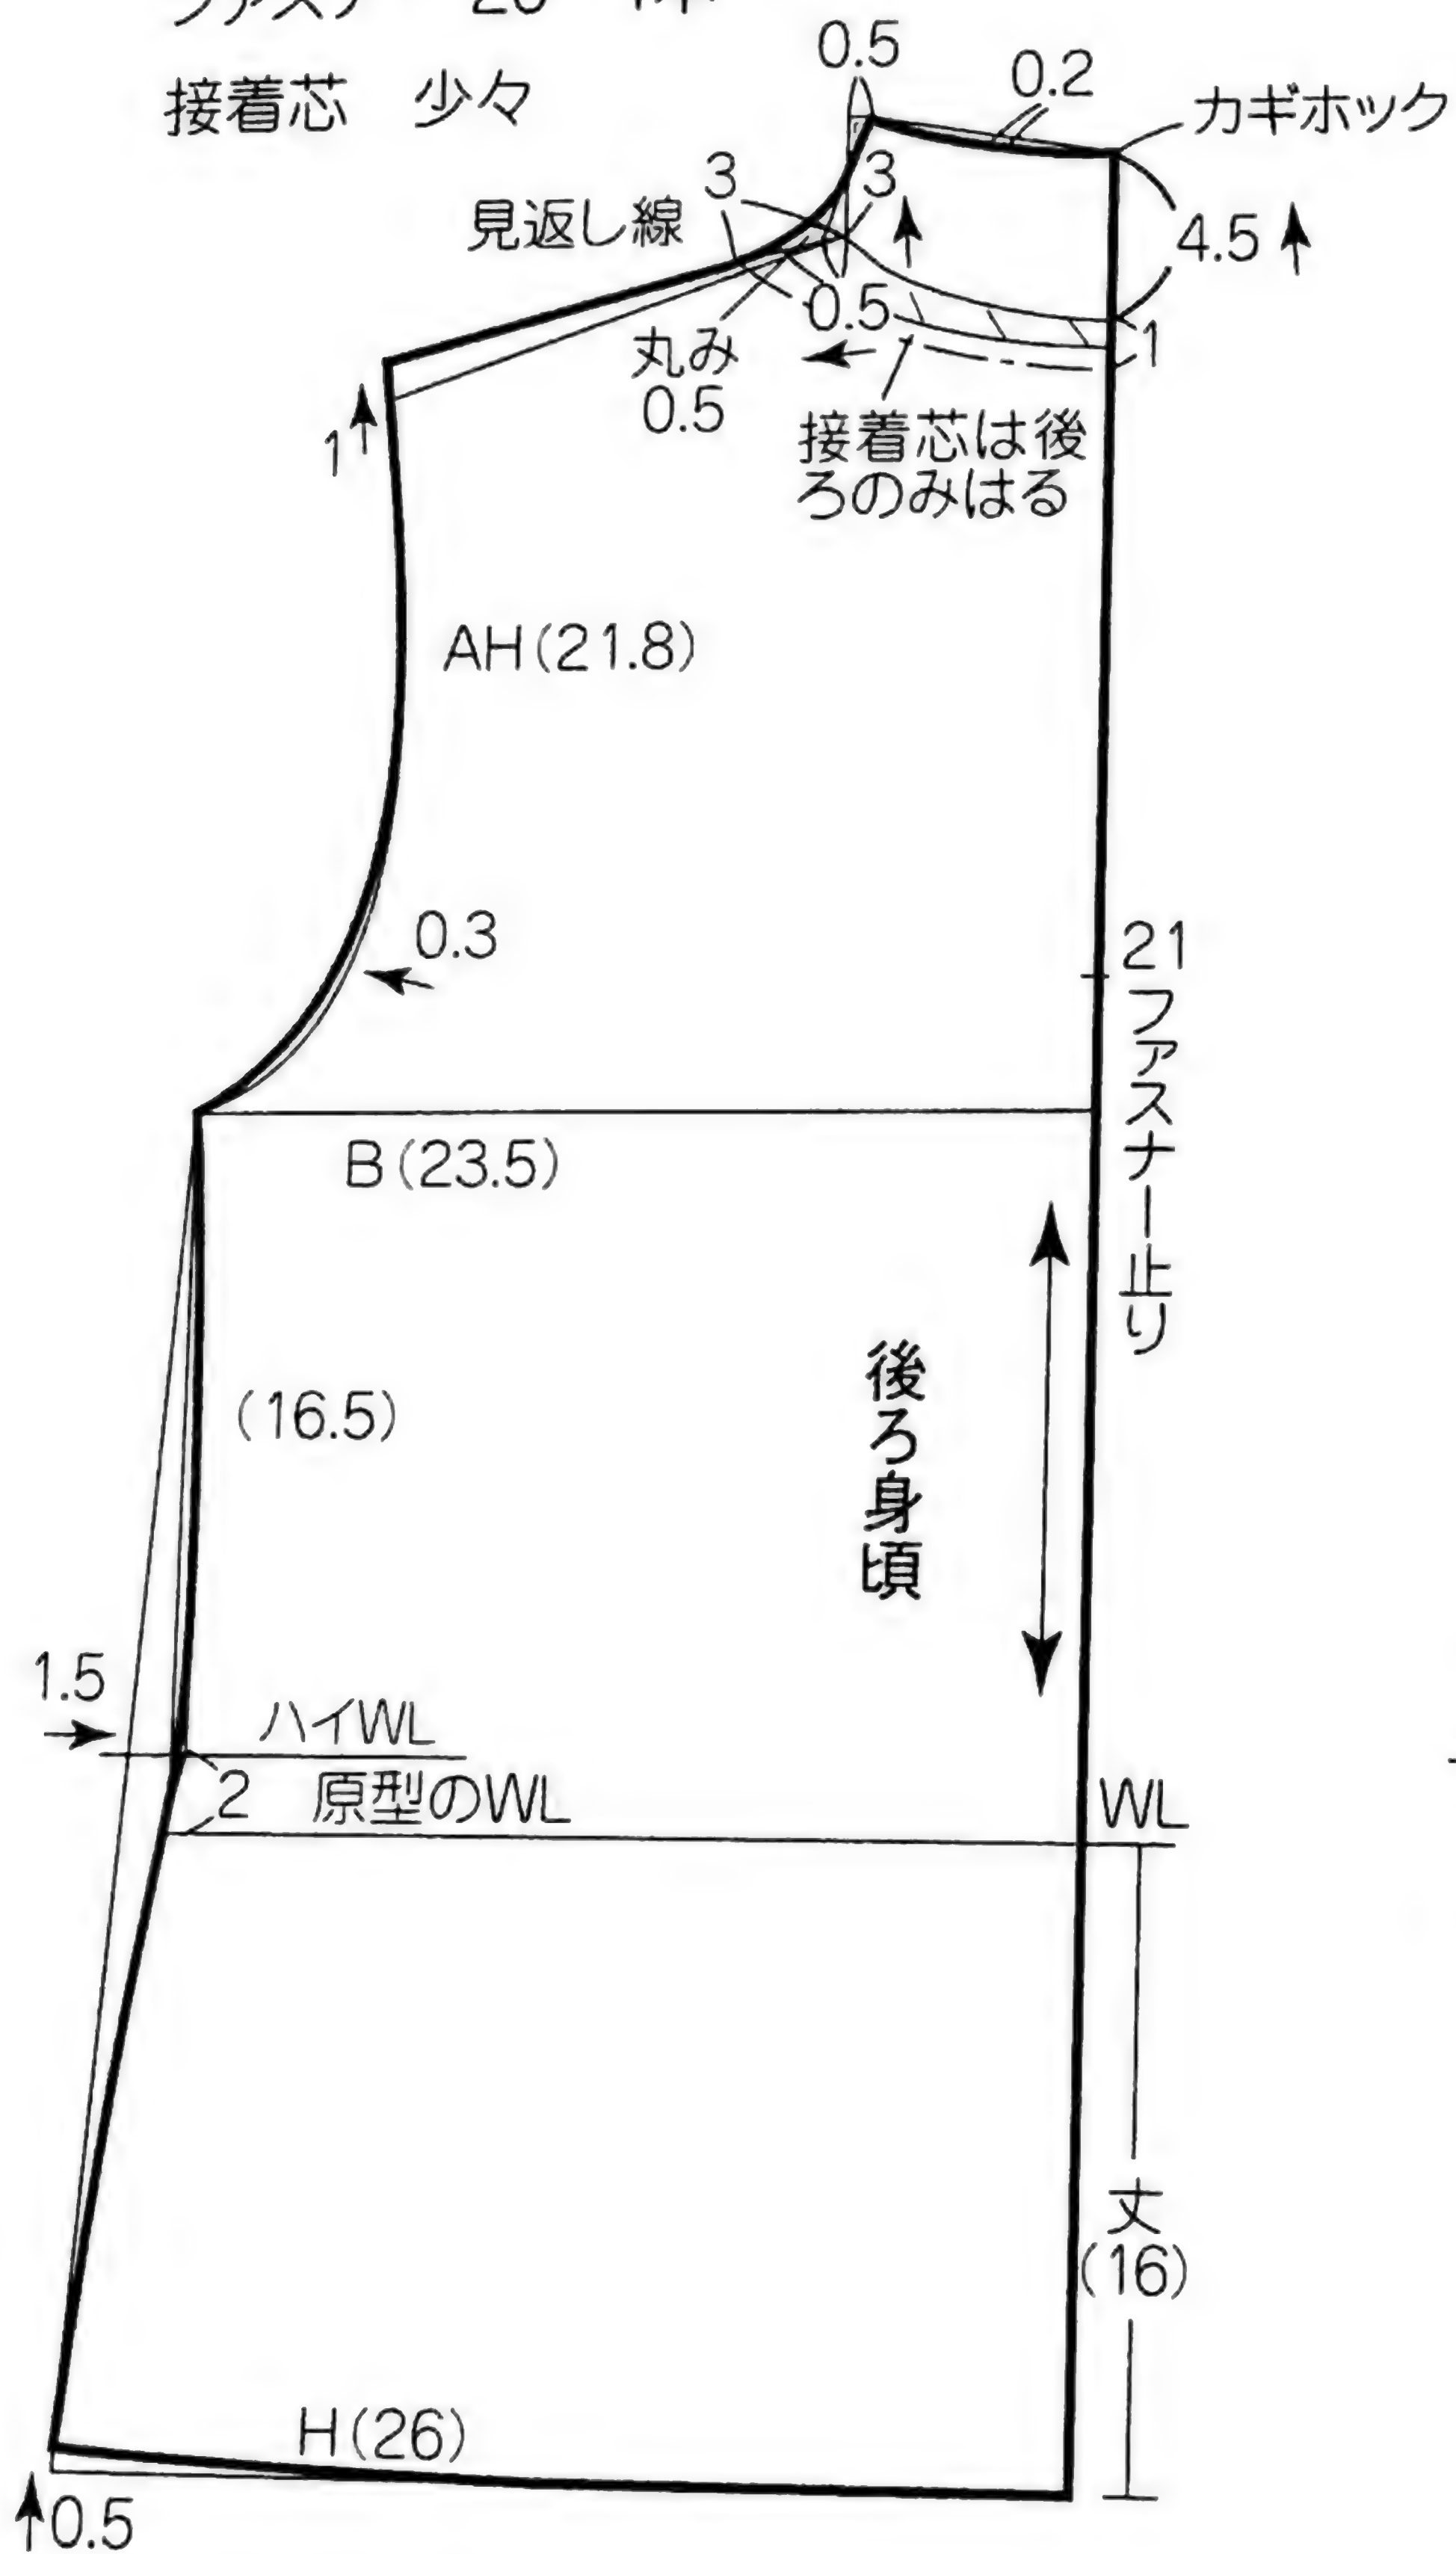 接着芯 少々
0.5
0.2
カギホック
3
3
見返し線
4.5
0.5
1
丸み
0.5
接着芯は後
ろのみはる
1
AH(21.8)
0.3
21
ファスナー止り
B(23.5)
(16.5)
後ろ身頃
1.5
ハイWL
2
原型のWL
WL
丈
(16)
H(26)
0.5